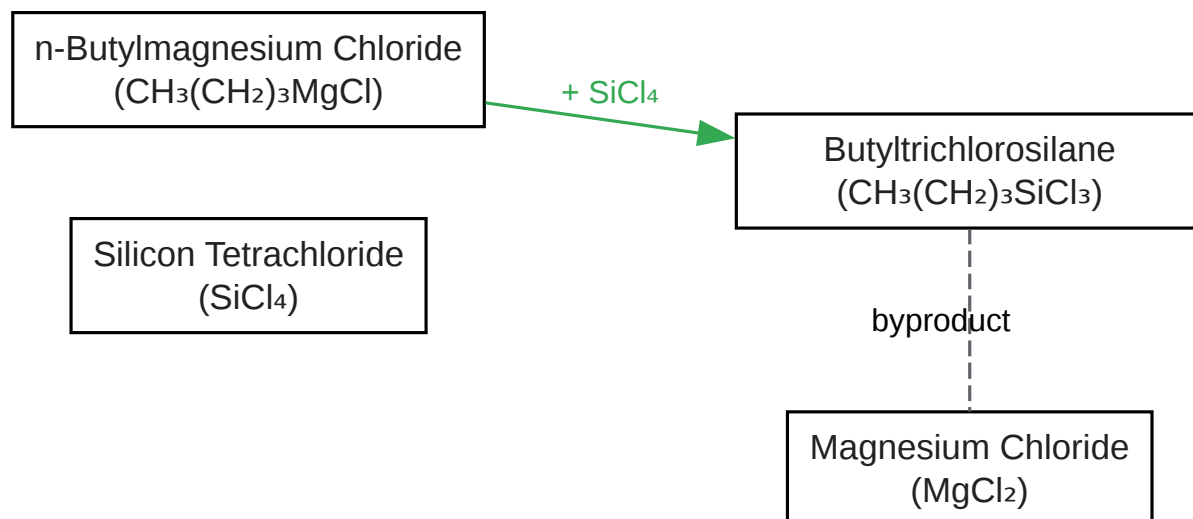 n-Butylmagnesium Chloride
(CH₃(CH₂)₃MgCl)
+ SiCl₄
Butyltrichlorosilane
(CH₃(CH₂)₃SiCl₃)
Silicon Tetrachloride
(SiCl₄)
byproduct
Magnesium Chloride
(MgCl₂)